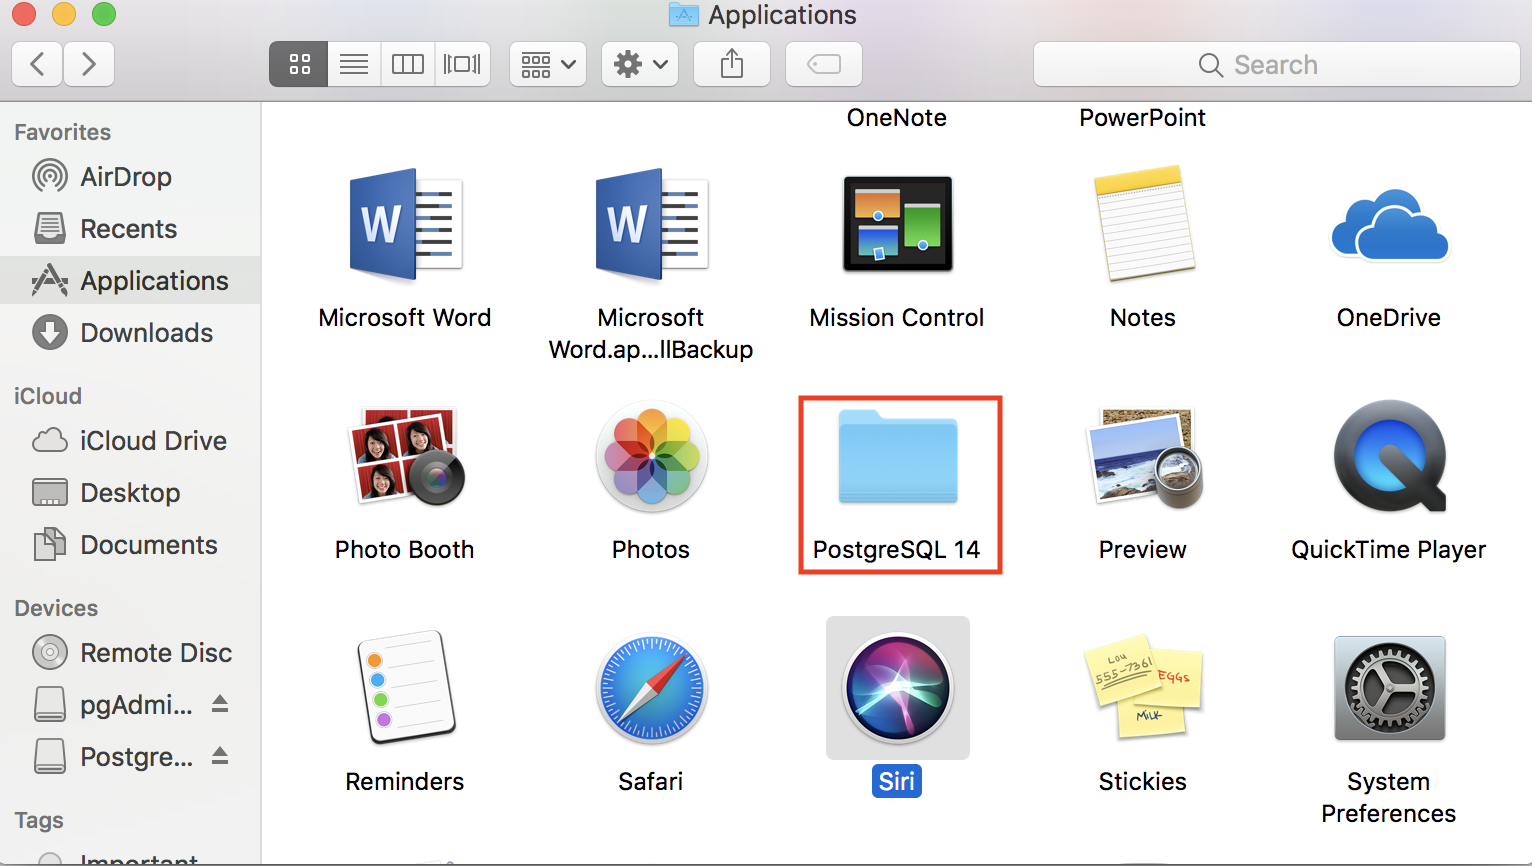 Applications
Search
Favorites
AirDrop
Recents
Applications
Downloads
iCloud
iCloud Drive
Desktop
Documents
Devices
Remote Disc
pgAdmi...
Postgre...
Tags
Important
OneNote
PowerPoint
W
W
Microsoft Word
Microsoft
Word.ap...llBackup
Mission Control
Notes
OneDrive
Photo Booth
Photos
PostgreSQL 14
Preview
QuickTime Player
Lou
555-7361
EGGs
MILK
Reminders
Safari
Siri
Stickies
System
Preferences